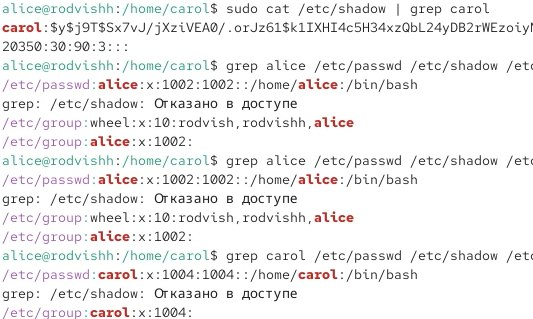 alice@rodvishh:/home/carol$ sudo cat /etc/shadow | grep carol
carol:$y$j9T$Sx7vJ/jXziVEA0/.orJz61$k1IXHI4c5H34xzQbL24yDB2rWEzoiy
20350:30:90:3:::
alice@rodvishh:/home/carol$ grep alice /etc/passwd /etc/shadow /etc
/etc/passwd:alice:x:1002:1002::/home/alice:/bin/bash
grep: /etc/shadow: Отказано в доступе
/etc/group:wheel:x:10:rodvish,rodvishh,alice
/etc/group:alice:x:1002:
alice@rodvishh:/home/carol$ grep alice /etc/passwd /etc/shadow /etc
/etc/passwd:alice:x:1002:1002::/home/alice:/bin/bash
grep: /etc/shadow: Отказано в доступе
/etc/group:wheel:x:10:rodvish,rodvishh,alice
/etc/group:alice:x:1002:
alice@rodvishh:/home/carol$ grep carol /etc/passwd /etc/shadow /etc
/etc/passwd:carol:x:1004:1004::/home/carol:/bin/bash
grep: /etc/shadow: Отказано в доступе
/etc/group:carol:x:1004: